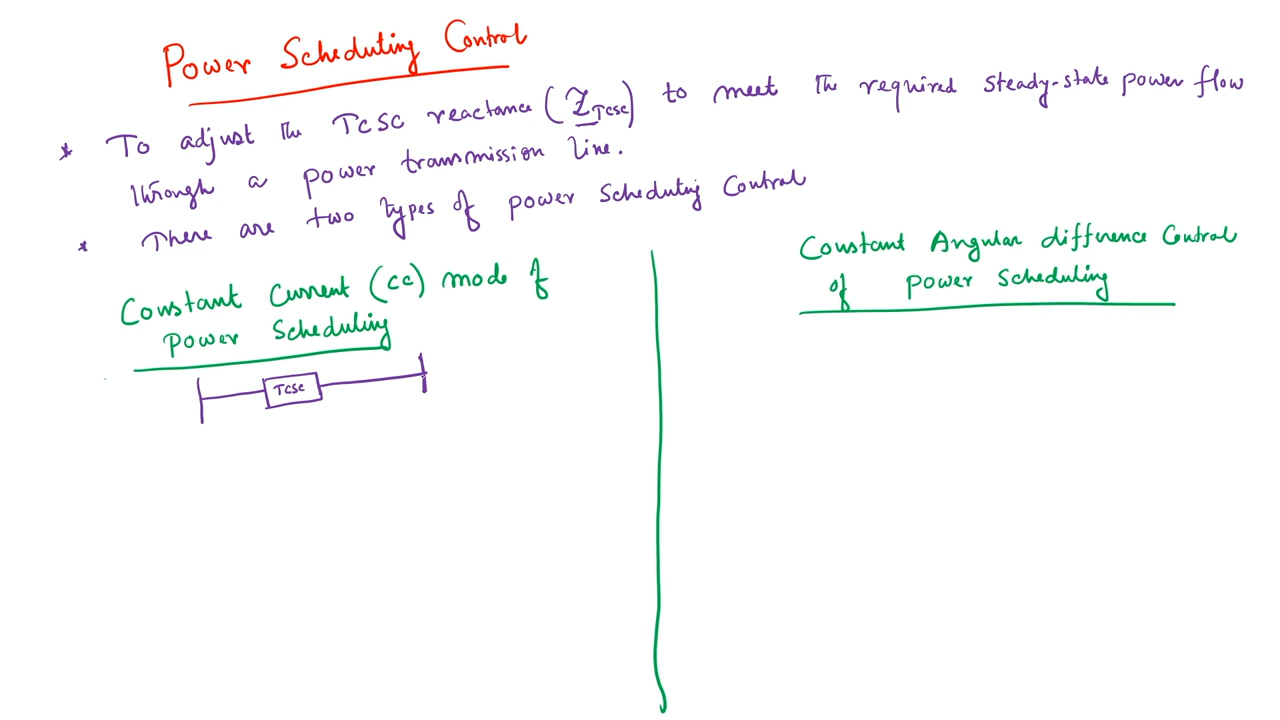 Power Scheduling Control
* To adjust the TCSC reactance (Z_Tcsc) to meet the required steady-state power flow
through a power transmission line.
* There are two types of power scheduling Control
Constant Current (CC) mode of
Power Scheduling
Tcsc
Constant Angular difference Control
of power scheduling